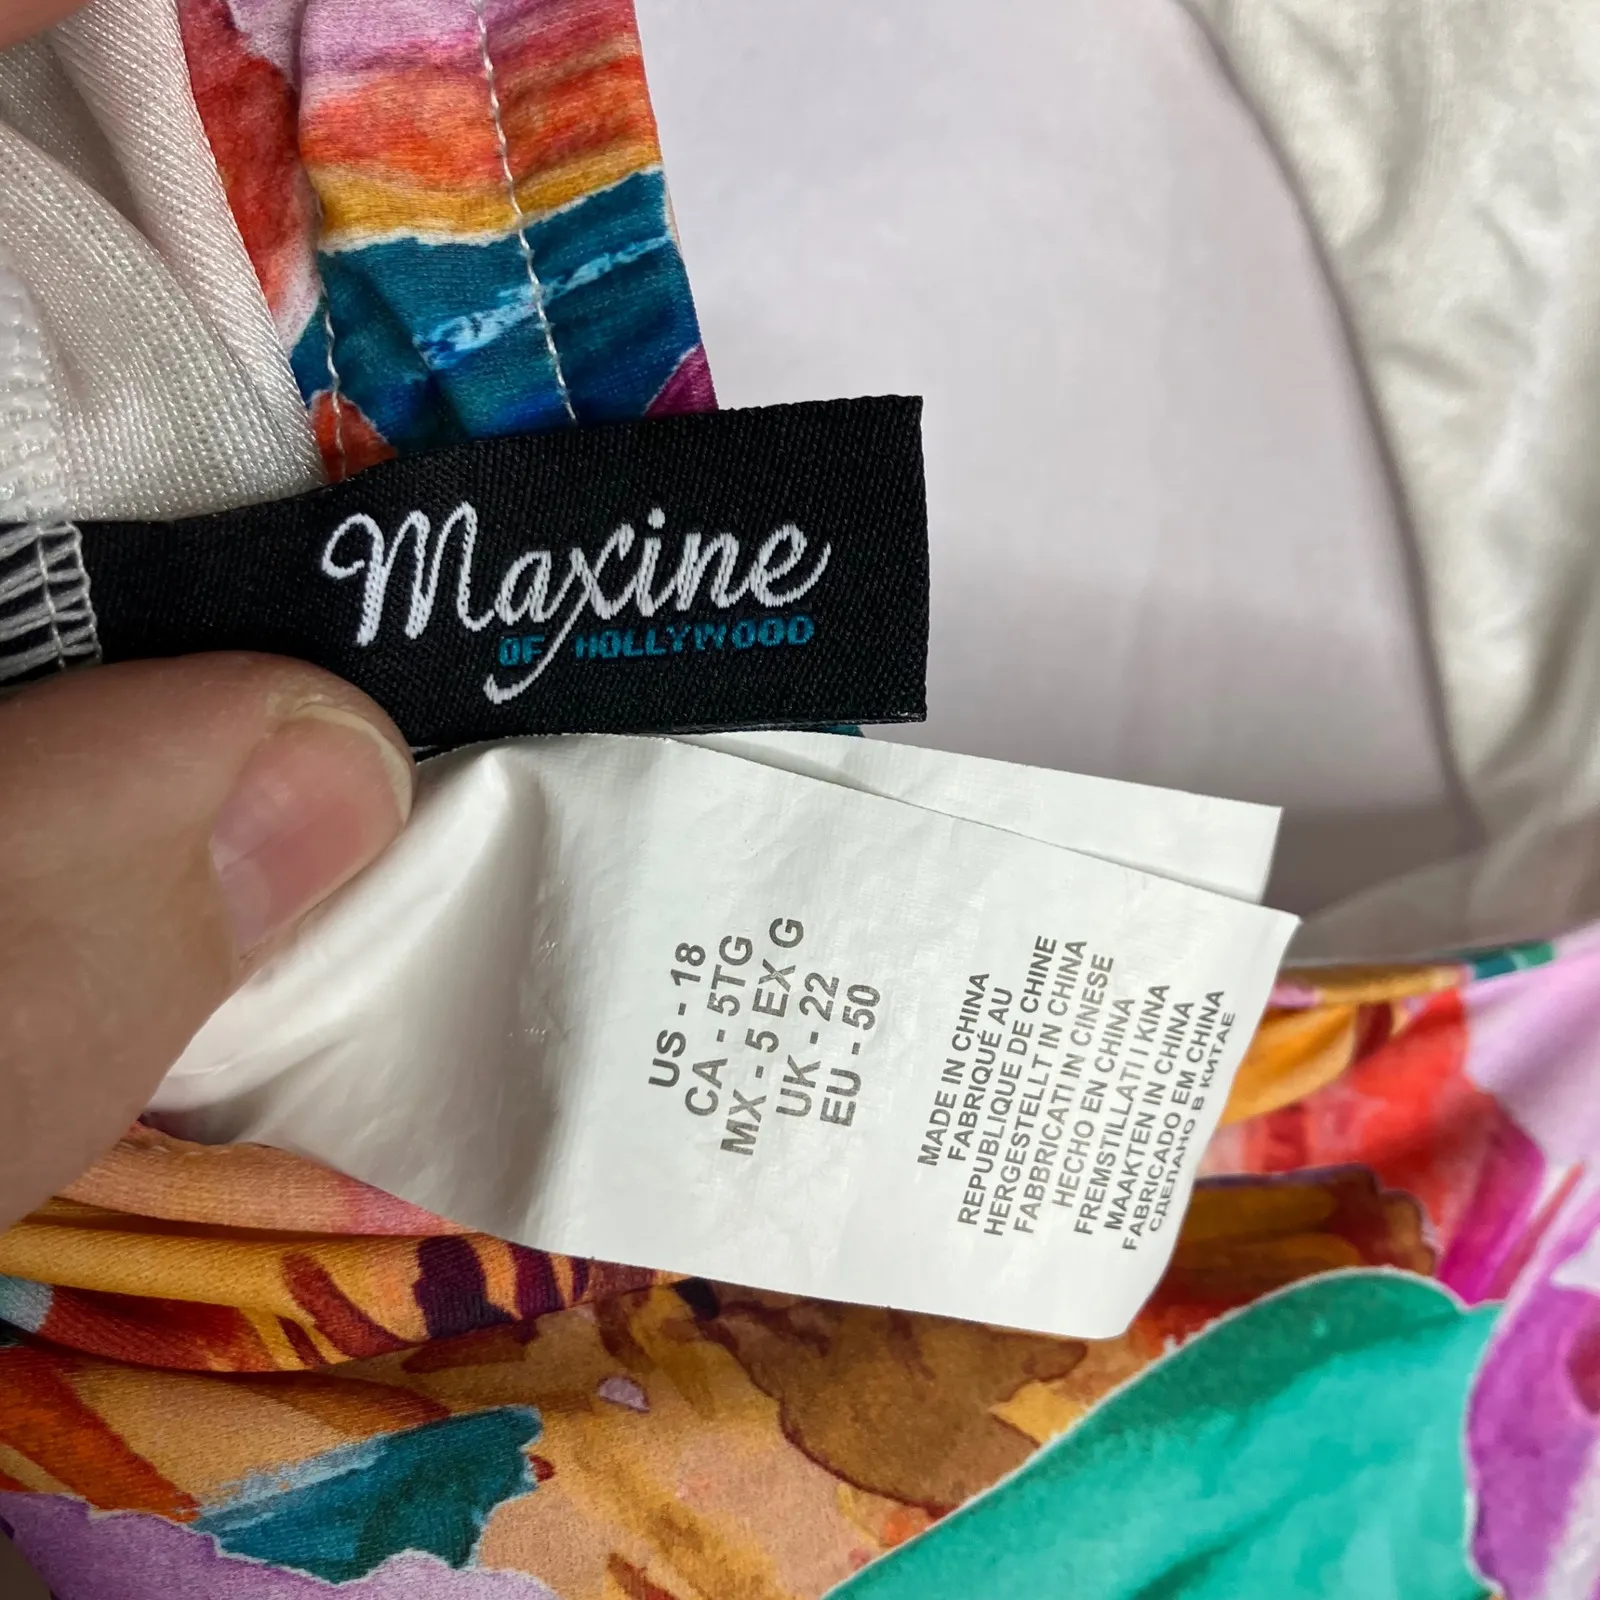 Maxine
OF HOLLYWOOD
US - 18
CA - 5TG
MX - 5 EX G
UK - 22
EU - 50
MADE IN CHINA
FABRIQUÉ AU
REPUBLIQUE DE CHINE
HERGESTELLT IN CHINA
FABBRICATI IN CINESE
HECHO EN CHINA
FREMSTILLATI I KINA
MAAKTEN IN CHINA
FABRICADO EM CHINA
СДЕЛАНО В КИТАЕ